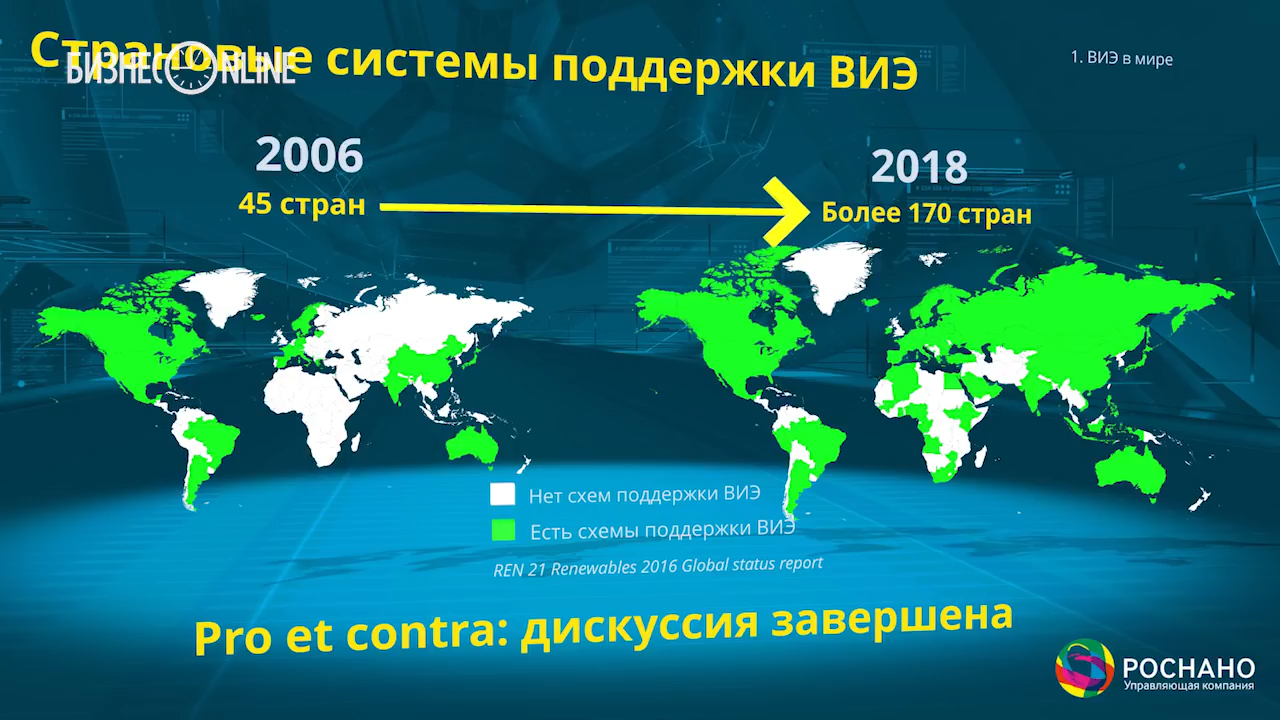 Страновые системы поддержки ВИЭ
БИЗНЕС ONLINE
1. ВИЭ в мире
2006
45 стран
2018
Более 170 стран
Нет схем поддержки ВИЭ
Есть схемы поддержки ВИЭ
REN 21 Renewables 2016 Global status report
Pro et contra: дискуссия завершена
РОСНАНО
Управляющая компания